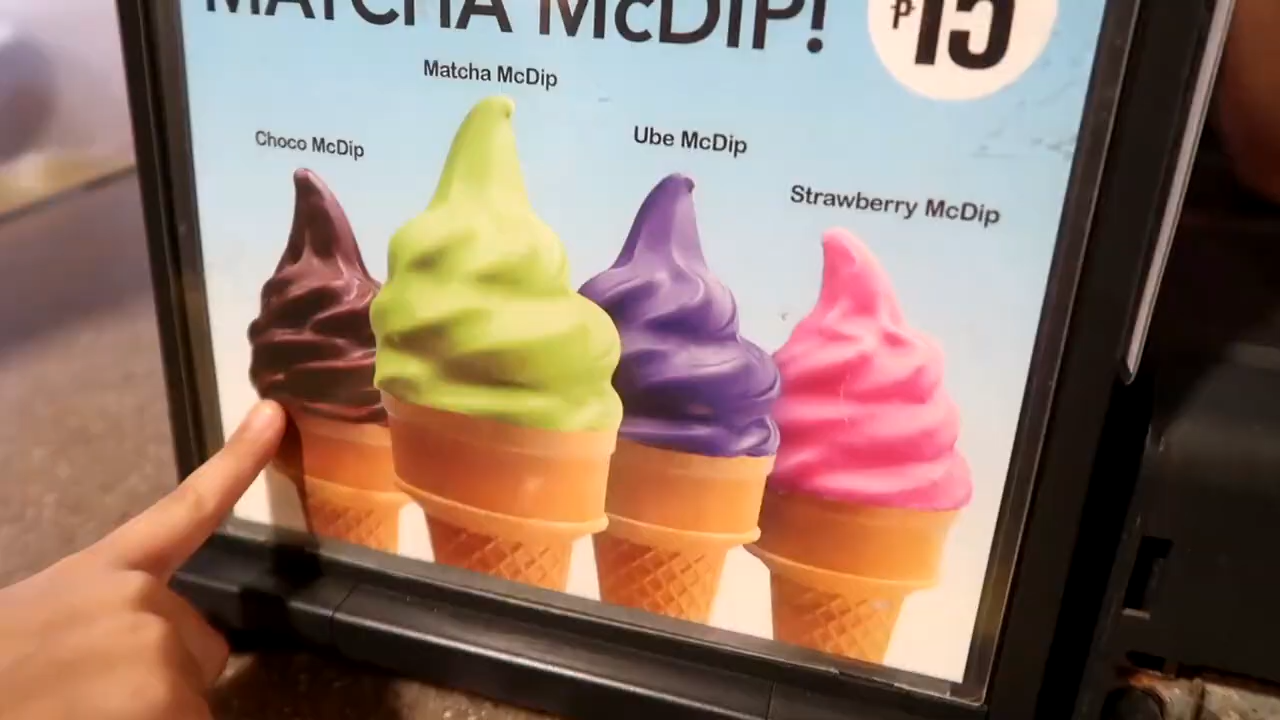 MATCHA McDIP!
₱15
Matcha McDip
Choco McDip
Ube McDip
Strawberry McDip